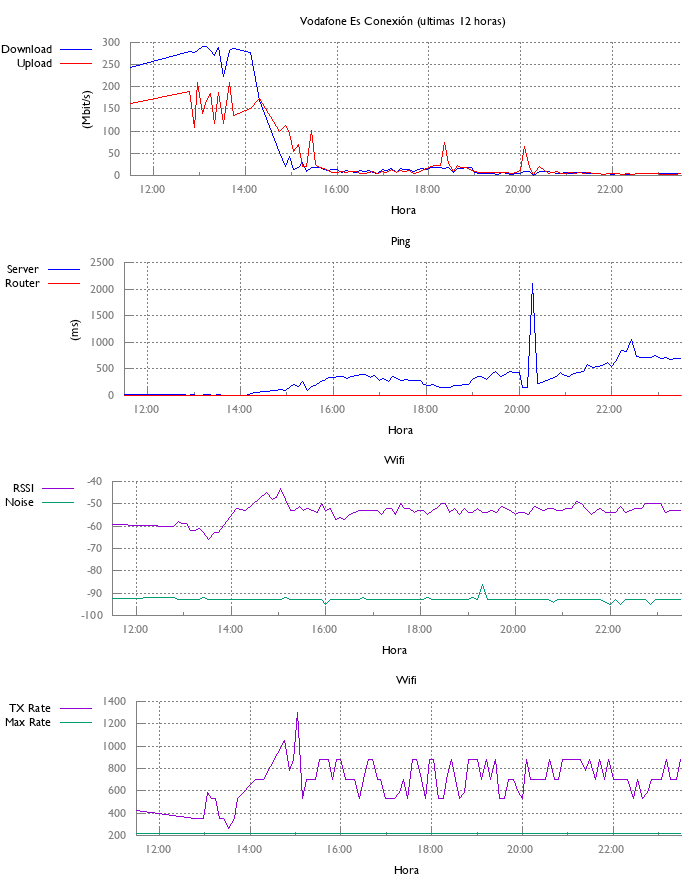 Vodafone Es Conexión (ultimas 12 horas)
Download
Upload
(Mbit/s)
300
250
200
150
100
50
0
12:00 14:00 16:00 18:00 20:00 22:00
Hora
Ping
Server
Router
(ms)
2500
2000
1500
1000
500
0
12:00 14:00 16:00 18:00 20:00 22:00
Hora
Wifi
RSSI
Noise
-40
-50
-60
-70
-80
-90
-100
12:00 14:00 16:00 18:00 20:00 22:00
Hora
Wifi
TX Rate
Max Rate
1400
1200
1000
800
600
400
200
12:00 14:00 16:00 18:00 20:00 22:00
Hora